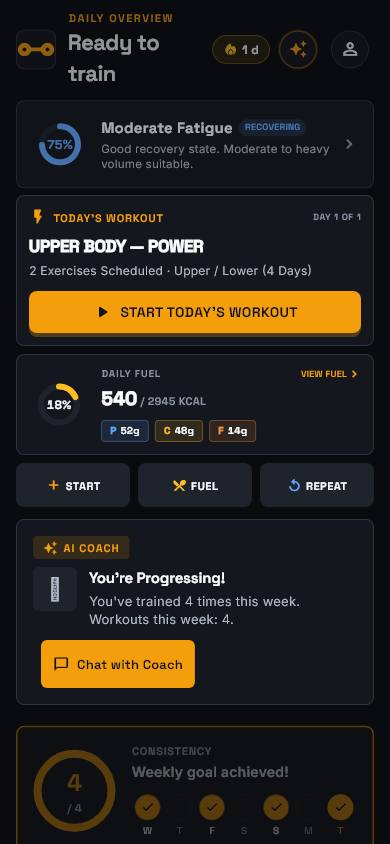 DAILY OVERVIEW
Ready to
train
1 d
75%
Moderate Fatigue RECOVERING
Good recovery state. Moderate to heavy
volume suitable.
TODAY'S WORKOUT
DAY 1 OF 1
UPPER BODY — POWER
2 Exercises Scheduled · Upper / Lower (4 Days)
START TODAY'S WORKOUT
18%
DAILY FUEL
VIEW FUEL
540 / 2945 KCAL
P 52g C 48g F 14g
START
FUEL
REPEAT
AI COACH
You're Progressing!
You've trained 4 times this week.
Workouts this week: 4.
Chat with Coach
4
/ 4
CONSISTENCY
Weekly goal achieved!
W T F S S M T